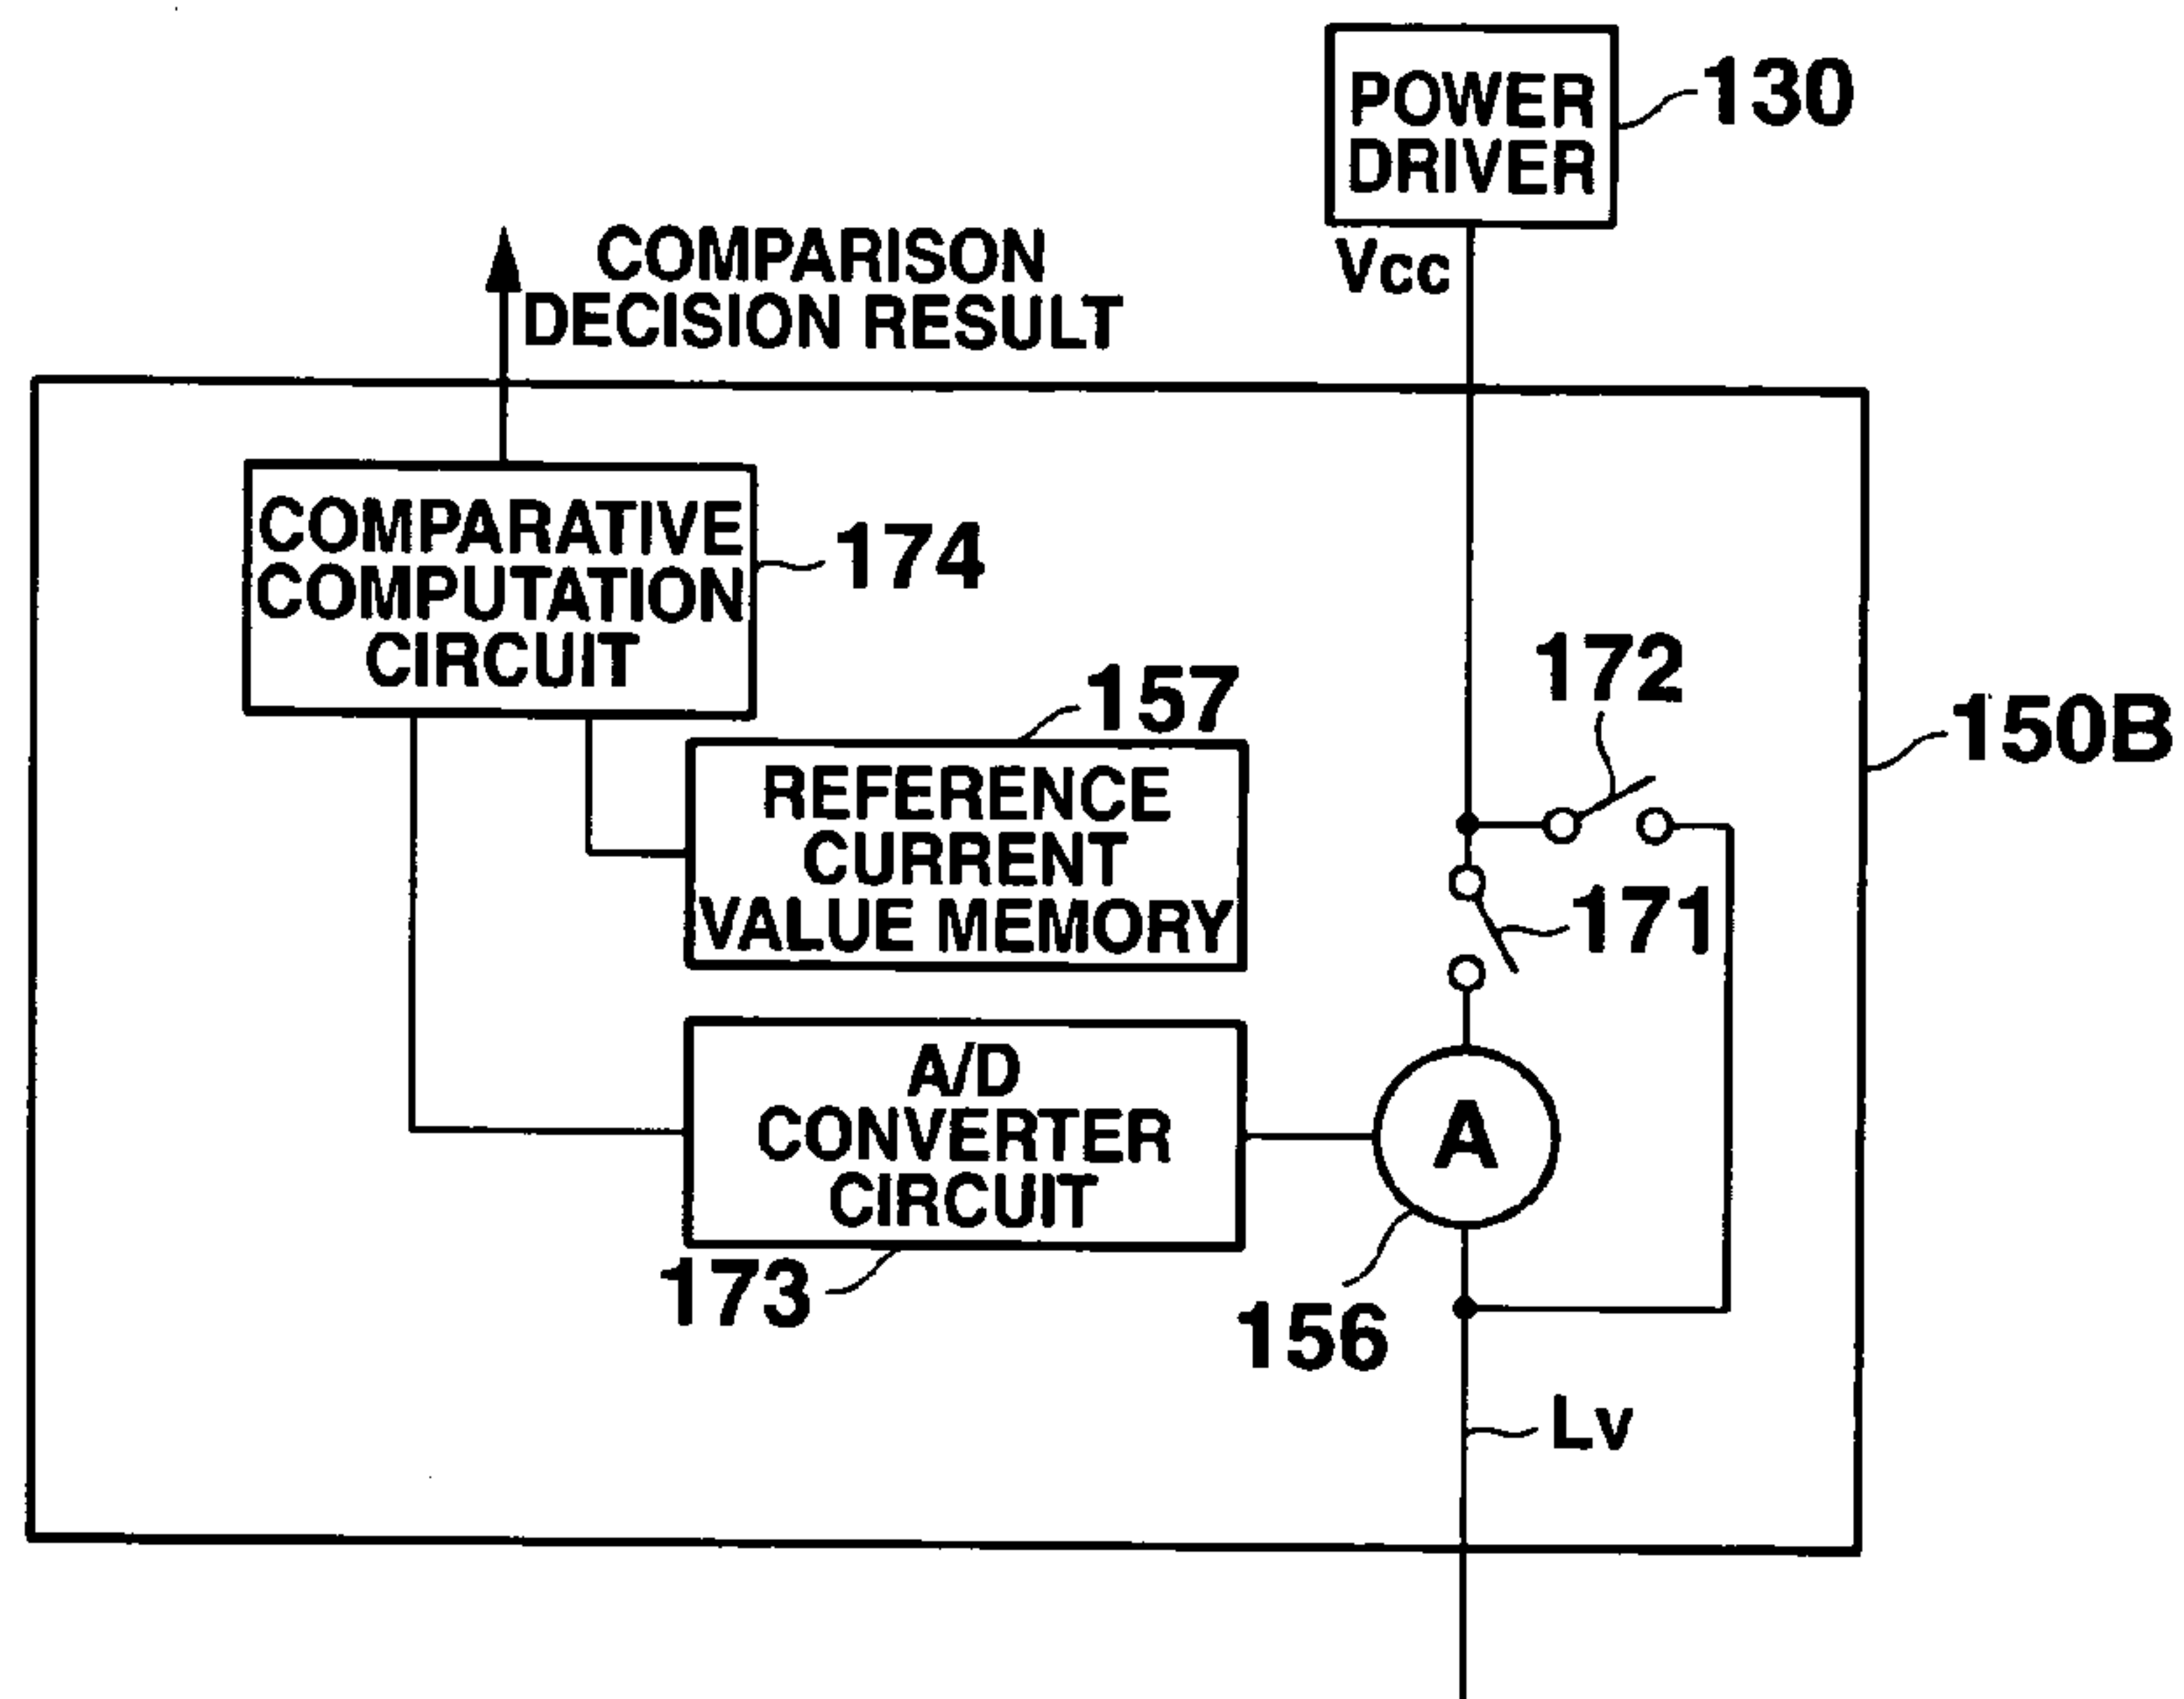 POWER
DRIVER
130
Vcc
COMPARISON
DECISION RESULT
COMPARATIVE
COMPUTATION
CIRCUIT
174
172
157
150B
REFERENCE
CURRENT
VALUE MEMORY
171
A/D
CONVERTER
CIRCUIT
A
173
156
Lv